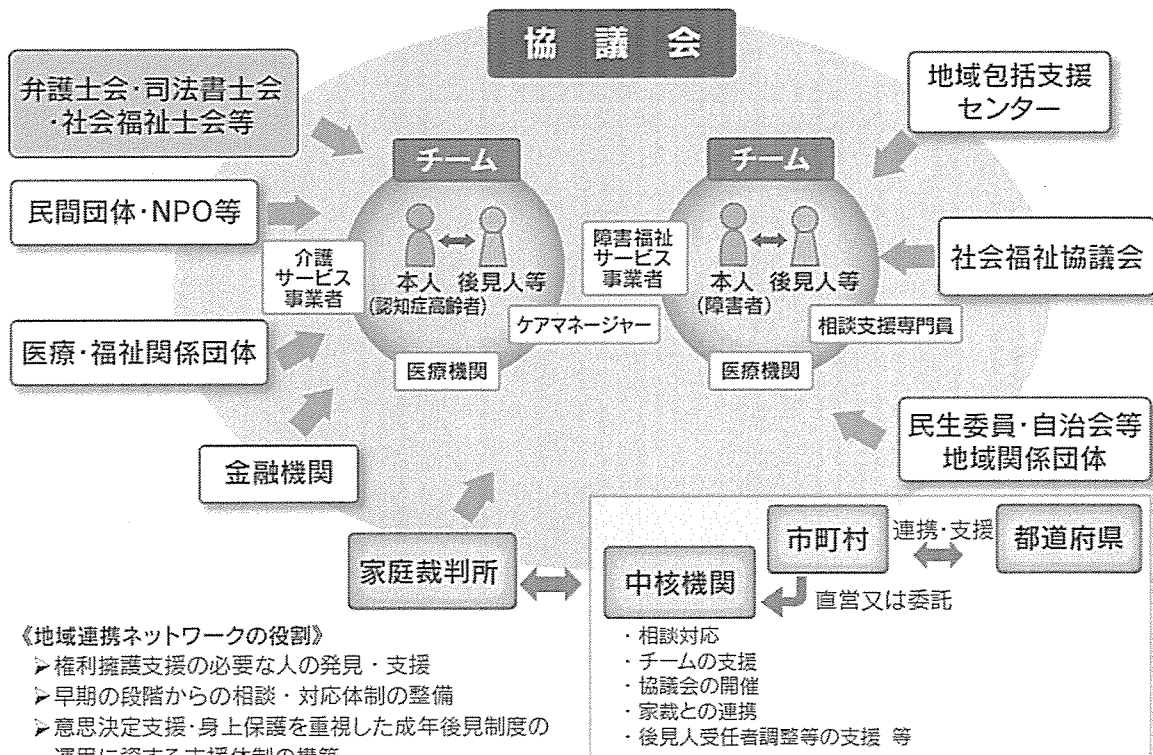 協議会
弁護士会・司法書士会
・社会福祉士会等
地域包括支援
センター
チーム
チーム
民間団体・NPO等
介護
サービス
事業者
本人 後見人等
(認知症高齢者)
ケアマネージャー
医療機関
障害福祉
サービス
事業者
本人 後見人等
(障害者)
相談支援専門員
医療機関
社会福祉協議会
医療・福祉関係団体
金融機関
民生委員・自治会等
地域関係団体
家庭裁判所
中核機関
市町村
連携・支援
都道府県
直営又は委託
・相談対応
・チームの支援
・協議会の開催
・家裁との連携
・後見人受任者調整等の支援 等
《地域連携ネットワークの役割》
➢権利擁護支援の必要な人の発見・支援
➢早期の段階からの相談・対応体制の整備
➢意思決定支援・身上保護を重視した成年後見制度の
運用に資する支援体制の構築